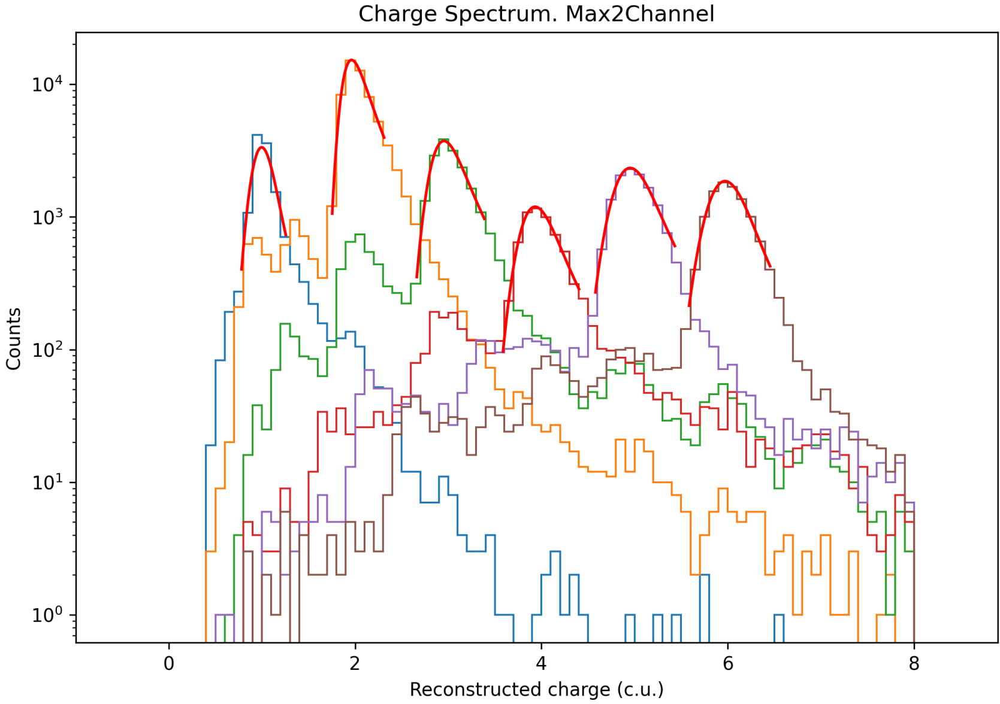 Charge Spectrum. Max2Channel
Counts
10⁴
10³
10²
10¹
10⁰
0 2 4 6 8
Reconstructed charge (c.u.)